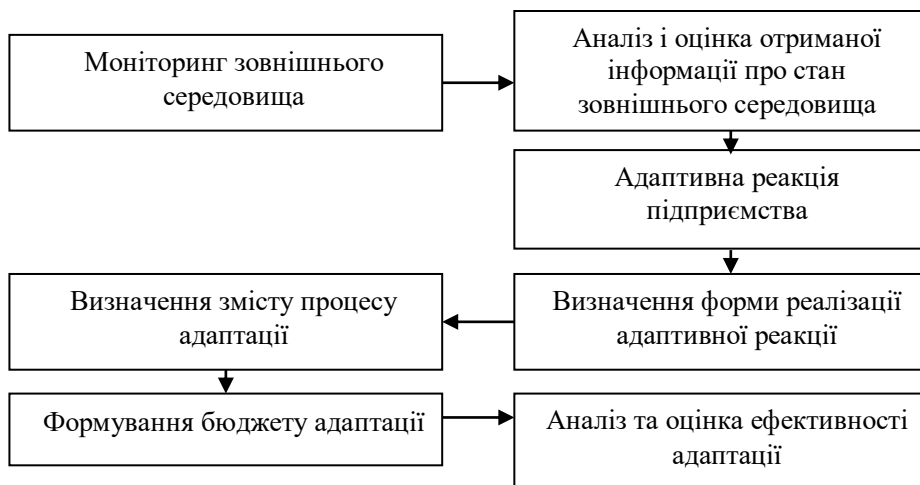 Моніторинг зовнішнього
середовища
Аналіз і оцінка отриманої
інформації про стан
зовнішнього середовища
Адаптивна реакція
підприємства
Визначення форми реалізації
адаптивної реакції
Визначення змісту процесу
адаптації
Формування бюджету адаптації
Аналіз та оцінка ефективності
адаптації